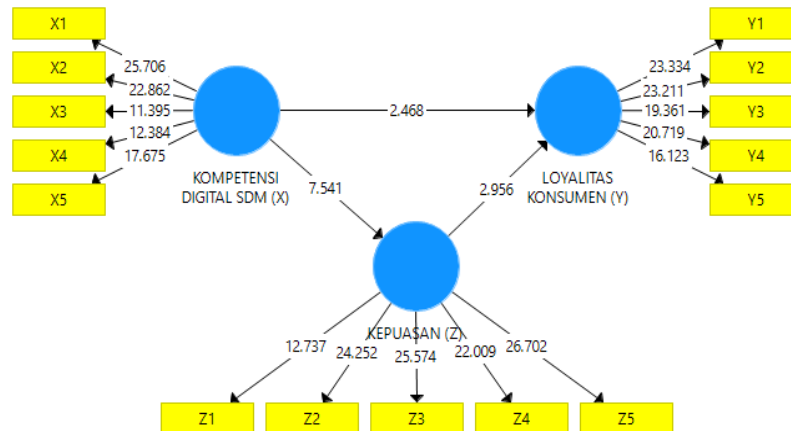 X1
X2
X3
X4
X5
25.706
22.862
11.395
12.384
17.675
KOMPETENSI
DIGITAL SDM (X)
2.468
7.541
2.956
LOYALITAS
KONSUMEN (Y)
23.334
23.211
19.361
20.719
16.123
Y1
Y2
Y3
Y4
Y5
KEPUASAN (Z)
12.737
24.252
25.574
22.009
26.702
Z1
Z2
Z3
Z4
Z5